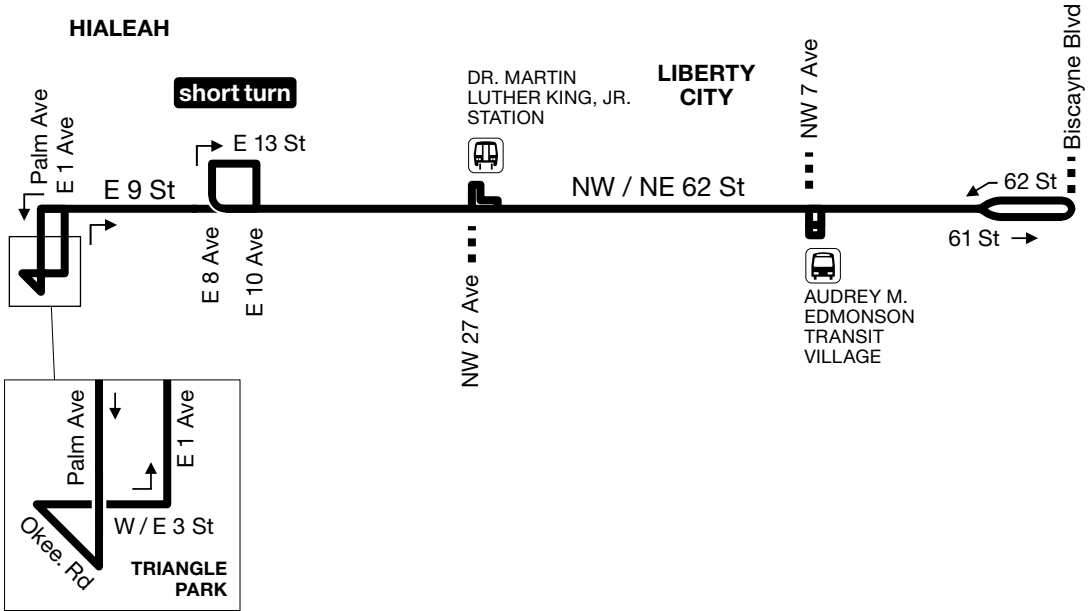 HIALEAH
short turn
E 13 St
Palm Ave
E 1 Ave
E 9 St
E 8 Ave
E 10 Ave
DR. MARTIN
LUTHER KING, JR.
STATION
LIBERTY
CITY
NW 7 Ave
Biscayne Blvd
NW / NE 62 St
62 St
61 St
NW 27 Ave
AUDREY M.
EDMONSON
TRANSIT
VILLAGE
Palm Ave
E 1 Ave
W / E 3 St
Okee. Rd
TRIANGLE
PARK